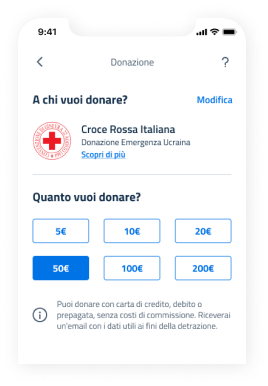 9:41
Donazione
?
A chi vuoi donare?
Modifica
Croce Rossa Italiana
Donazione Emergenza Ucraina
Scopri di più
Quanto vuoi donare?
5€
10€
20€
50€
100€
200€
Puoi donare con carta di credito, debito o
prepagata, senza costi di commissione. Riceverai
un'email con i dati utili ai fini della detrazione.